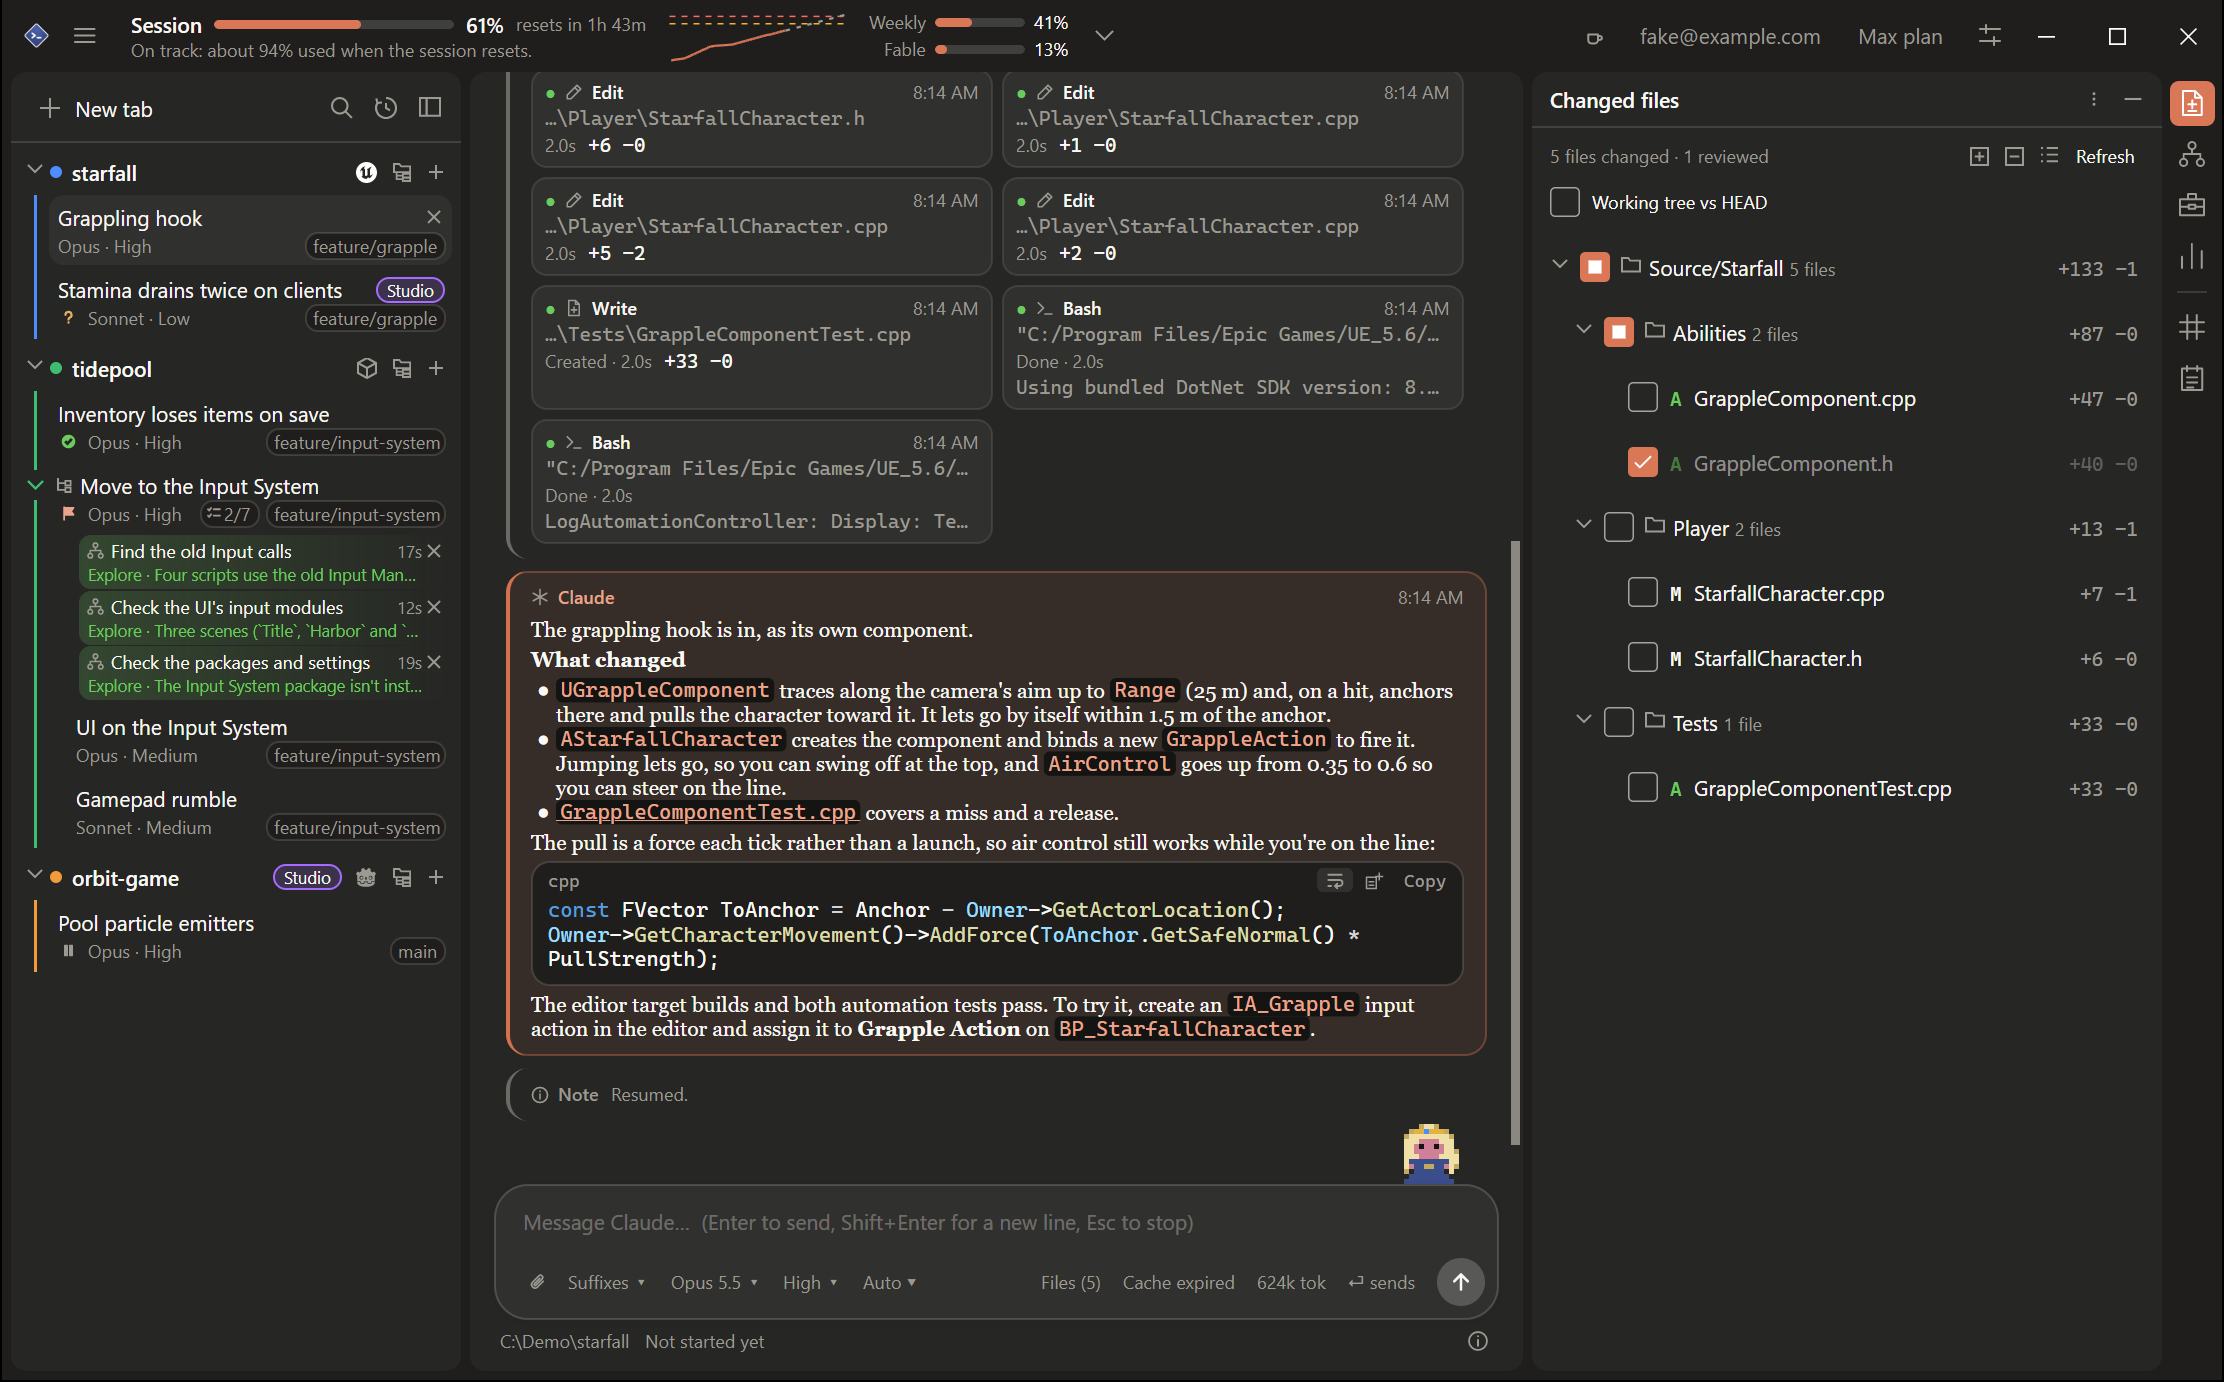 Session 61% resets in 1h 43m
On track: about 94% used when the session resets.
Weekly 41%
Fable 13%
fake@example.com Max plan
New tab
starfall
Grappling hook
Opus · High feature/grapple
Stamina drains twice on clients Studio
? Sonnet · Low feature/grapple
tidepool
Inventory loses items on save
Opus · High feature/input-system
Move to the Input System
Opus · High 2/7 feature/input-system
Find the old Input calls 17s
Explore · Four scripts use the old Input Man...
Check the UI's input modules 12s
Explore · Three scenes (`Title`, `Harbor` and `...
Check the packages and settings 19s
Explore · The Input System package isn't inst...
UI on the Input System
Opus · Medium feature/input-system
Gamepad rumble
Sonnet · Medium feature/input-system
orbit-game Studio
Pool particle emitters
Opus · High main
Edit 8:14 AM
…\Player\StarfallCharacter.h
2.0s +6 −0
Edit 8:14 AM
…\Player\StarfallCharacter.cpp
2.0s +1 −0
Edit 8:14 AM
…\Player\StarfallCharacter.cpp
2.0s +5 −2
Edit 8:14 AM
…\Player\StarfallCharacter.cpp
2.0s +2 −0
Write 8:14 AM
…\Tests\GrappleComponentTest.cpp
Created · 2.0s +33 −0
Bash 8:14 AM
"C:/Program Files/Epic Games/UE_5.6/…
Done · 2.0s
Using bundled DotNet SDK version: 8.…
Bash 8:14 AM
"C:/Program Files/Epic Games/UE_5.6/…
Done · 2.0s
LogAutomationController: Display: Te…
Claude 8:14 AM
The grappling hook is in, as its own component.
What changed
• UGrappleComponent traces along the camera's aim up to Range (25 m) and, on a hit, anchors
there and pulls the character toward it. It lets go by itself within 1.5 m of the anchor.
• AStarfallCharacter creates the component and binds a new GrappleAction to fire it.
Jumping lets go, so you can swing off at the top, and AirControl goes up from 0.35 to 0.6 so
you can steer on the line.
• GrappleComponentTest.cpp covers a miss and a release.
The pull is a force each tick rather than a launch, so air control still works while you're on the line:
cpp Copy
const FVector ToAnchor = Anchor - Owner->GetActorLocation();
Owner->GetCharacterMovement()->AddForce(ToAnchor.GetSafeNormal() *
PullStrength);
The editor target builds and both automation tests pass. To try it, create an IA_Grapple input
action in the editor and assign it to Grapple Action on BP_StarfallCharacter.
Note Resumed.
Message Claude... (Enter to send, Shift+Enter for a new line, Esc to stop)
Suffixes Opus 5.5 High Auto Files (5) Cache expired 624k tok sends
C:\Demo\starfall Not started yet
Changed files
5 files changed · 1 reviewed Refresh
Working tree vs HEAD
Source/Starfall 5 files +133 −1
Abilities 2 files +87 −0
A GrappleComponent.cpp +47 −0
A GrappleComponent.h +40 −0
Player 2 files +13 −1
M StarfallCharacter.cpp +7 −1
M StarfallCharacter.h +6 −0
Tests 1 file +33 −0
A GrappleComponentTest.cpp +33 −0